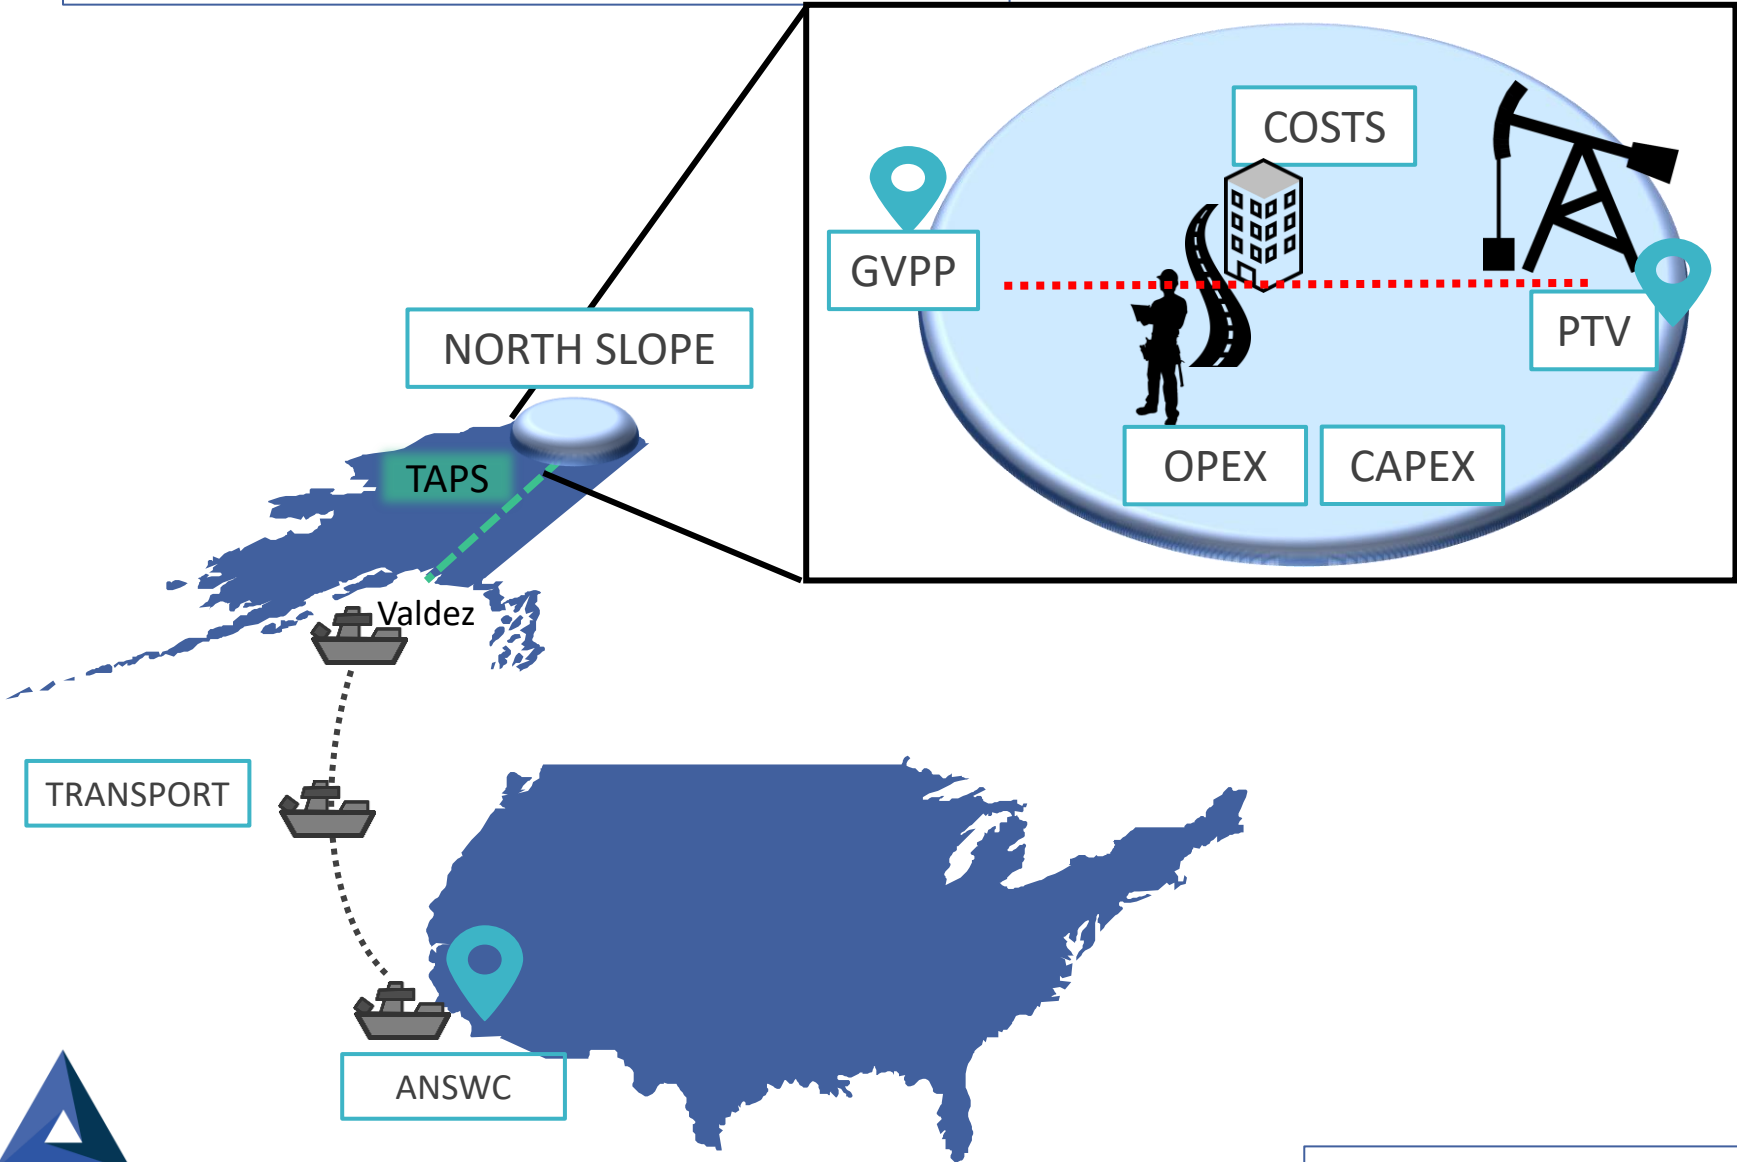 COSTS
GVPP
PTV
NORTH SLOPE
OPEX
CAPEX
TAPS
Valdez
TRANSPORT
ANSWC